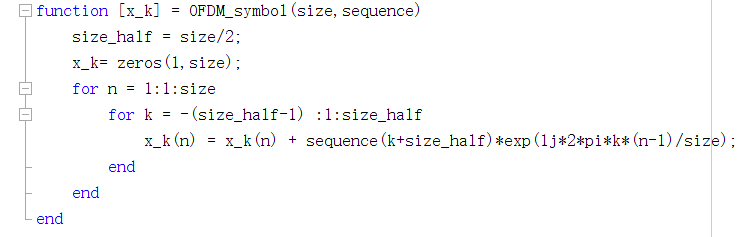 function [x_k] = OFDM_symbol(size,sequence)
size_half = size/2;
x_k= zeros(1,size);
for n = 1:1:size
for k = -(size_half-1) :1:size_half
x_k(n) = x_k(n) + sequence(k+size_half)*exp(1j*2*pi*k*(n-1)/size);
end
end
end